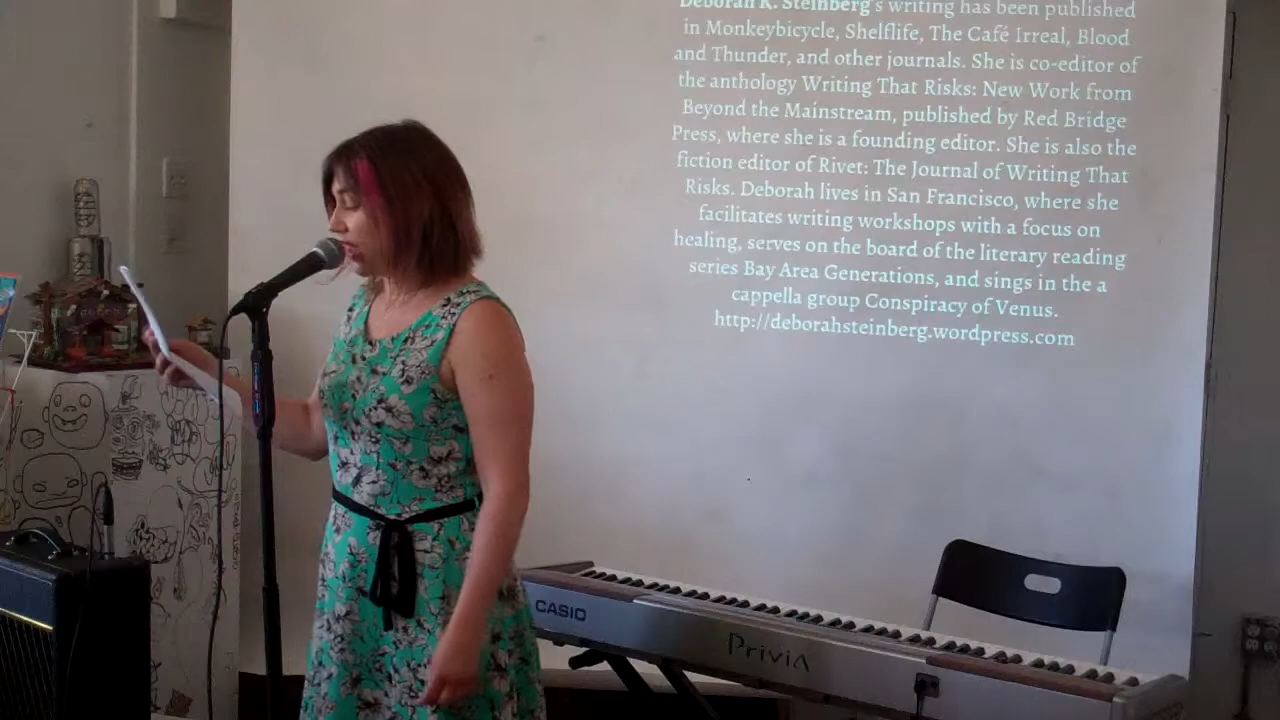 Deborah K. Steinberg's writing has been published
in Monkeybicycle, Shelflife, The Café Irreal, Blood
and Thunder, and other journals. She is co-editor of
the anthology Writing That Risks: New Work from
Beyond the Mainstream, published by Red Bridge
Press, where she is a founding editor. She is also the
fiction editor of Rivet: The Journal of Writing That
Risks. Deborah lives in San Francisco, where she
facilitates writing workshops with a focus on
healing, serves on the board of the literary reading
series Bay Area Generations, and sings in the a
cappella group Conspiracy of Venus.
http://deborahsteinberg.wordpress.com
CASIO
Privia